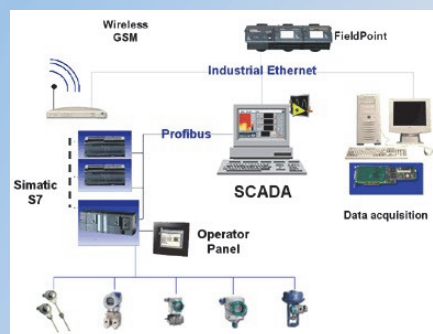 Wireless
GSM
FieldPoint
Industrial Ethernet
Profibus
SCADA
Simatic
S7
Operator
Panel
Data acquisition